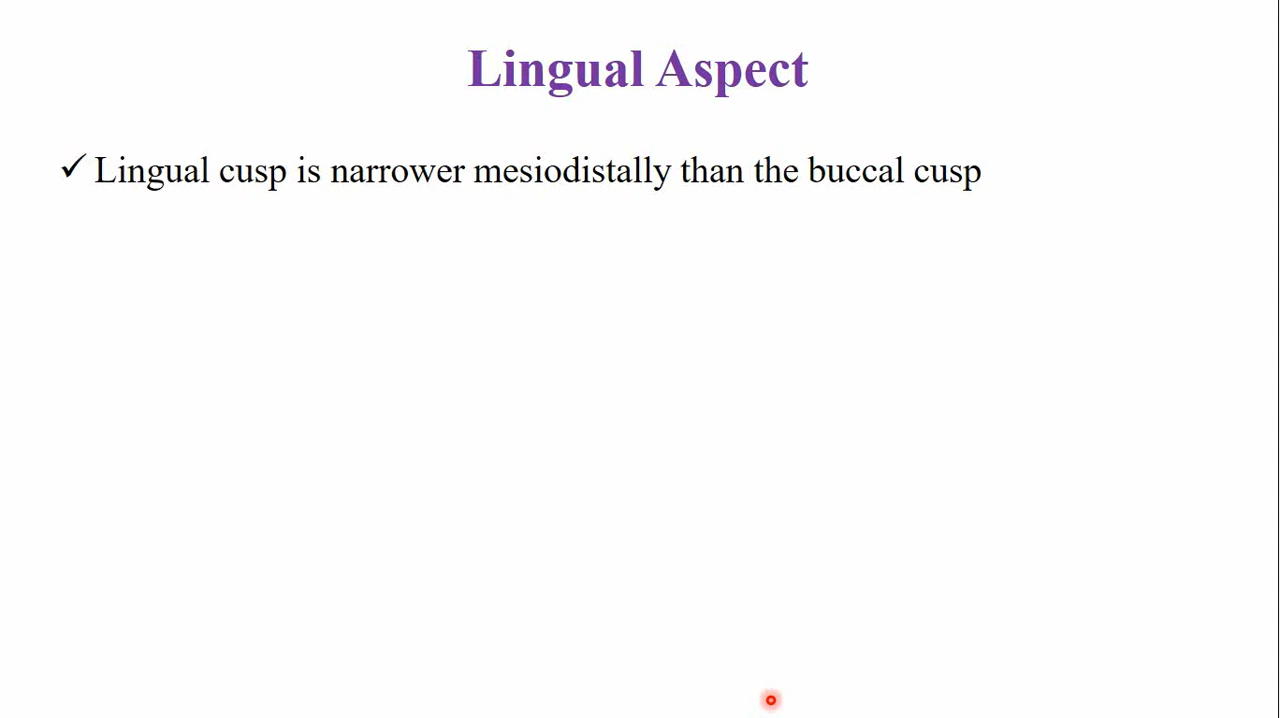 Lingual Aspect
✓ Lingual cusp is narrower mesiodistally than the buccal cusp